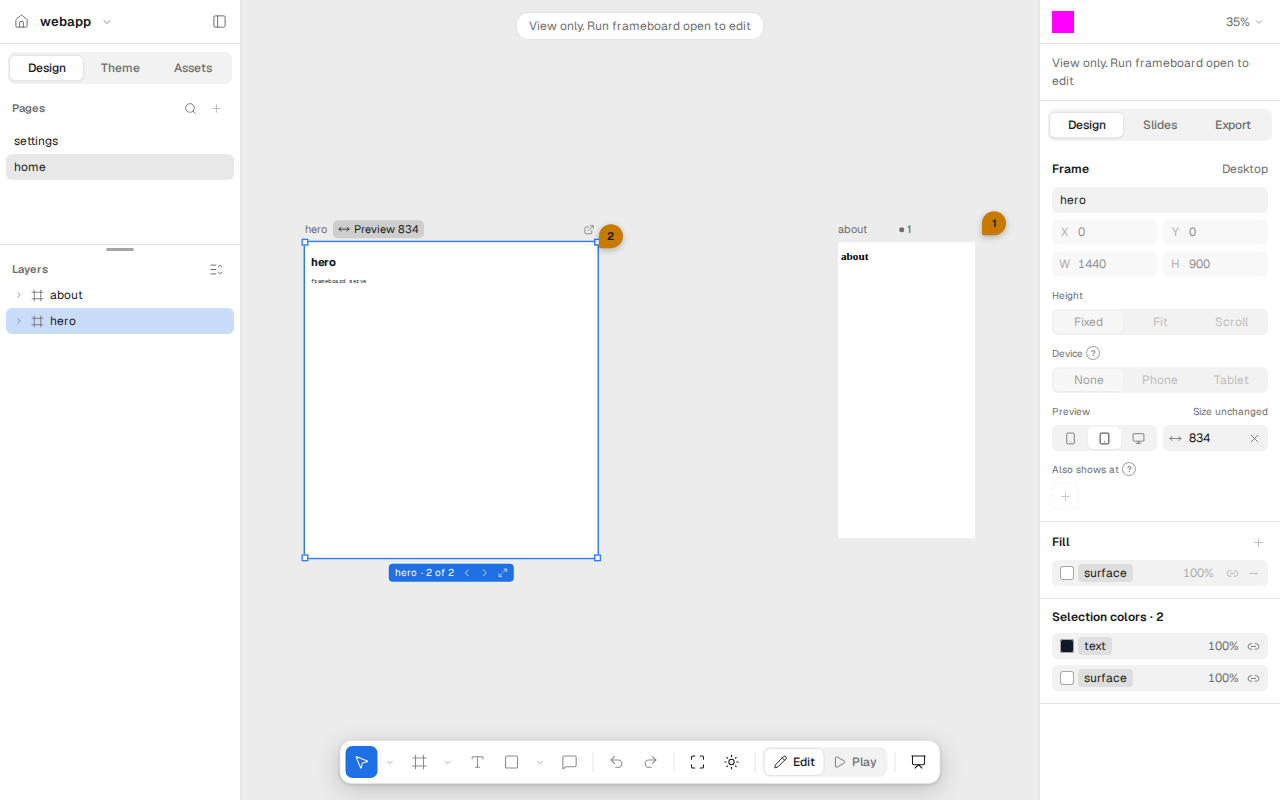 webapp
View only. Run frameboard open to edit
35%
Design Theme Assets
View only. Run frameboard open to
edit
Pages
Design Slides Export
settings
home
Frame Desktop
hero
X 0 Y 0
W 1440 H 900
hero Preview 834
2
about 1
1
hero
frameboard serve
about
Layers
about
hero
Height
Fixed Fit Scroll
Device ?
None Phone Tablet
Preview Size unchanged
834
Also shows at ?
Fill
surface 100%
hero · 2 of 2
Selection colors · 2
text 100%
surface 100%
Edit Play